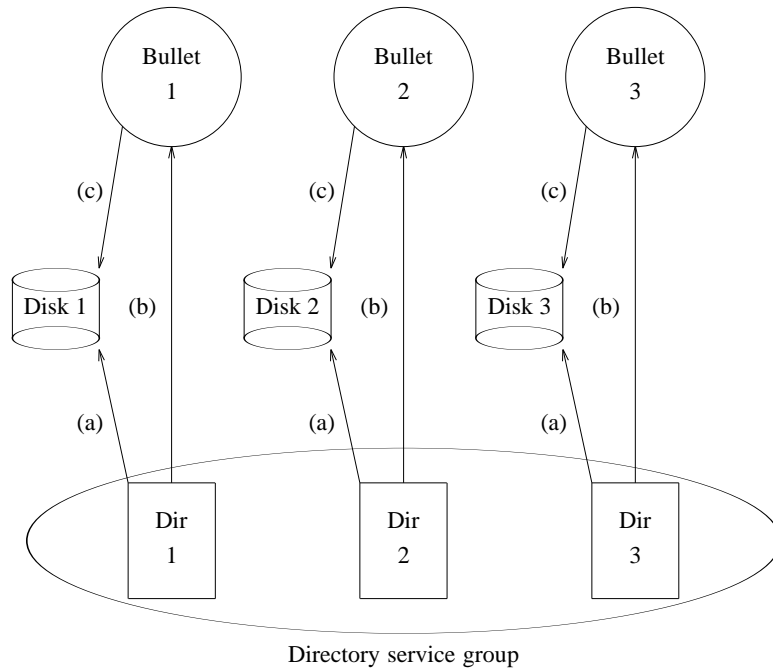 Bullet
1
Bullet
2
Bullet
3
(c)
(c)
(c)
Disk 1
(b)
Disk 2
(b)
Disk 3
(b)
(a)
(a)
(a)
Dir
1
Dir
2
Dir
3
Directory service group